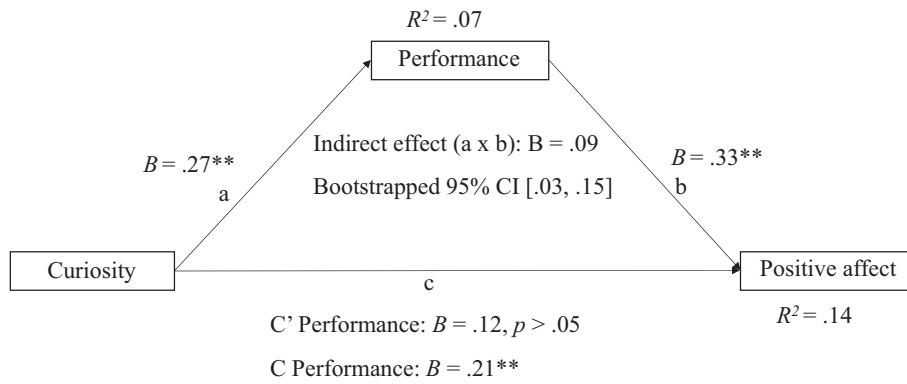 R² = .07
Performance
Indirect effect (a x b): B = .09
B = .27**
B = .33**
Bootstrapped 95% CI [.03, .15]
a
b
Curiosity
Positive affect
c
R² = .14
C’ Performance: B = .12, p > .05
C Performance: B = .21**